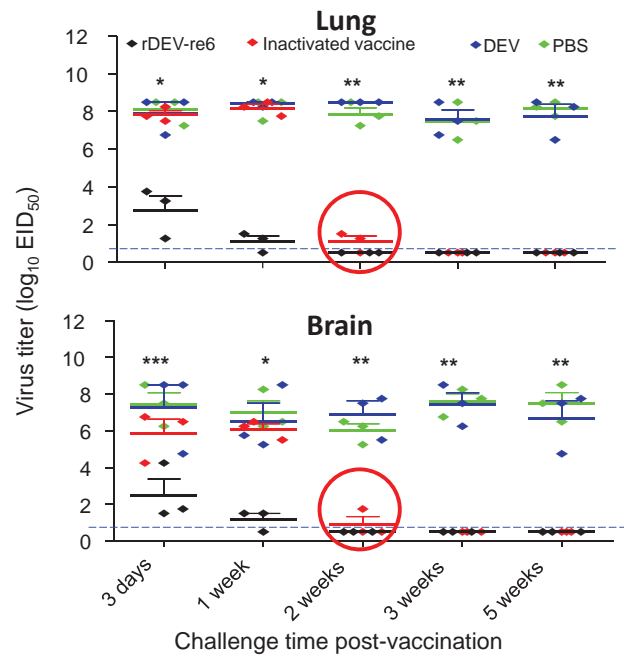 Lung
rDEV-re6 Inactivated vaccine DEV PBS
12
10
8
6
4
2
0
* * ** ** **
Brain
12
10
8
6
4
2
0
*** * ** ** **
Virus titer (log10 EID50)
3 days 1 week 2 weeks 3 weeks 5 weeks
Challenge time post-vaccination